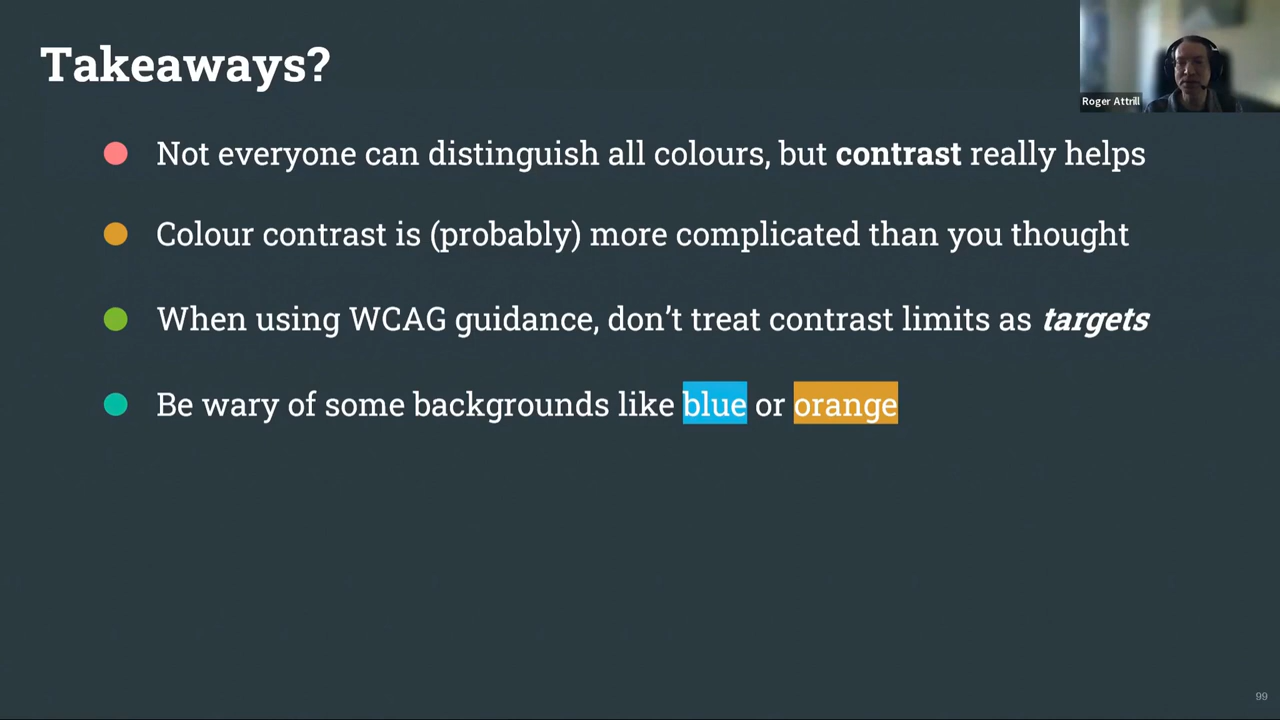 Takeaways?
Roger Attrill
Not everyone can distinguish all colours, but contrast really helps
Colour contrast is (probably) more complicated than you thought
When using WCAG guidance, don’t treat contrast limits as targets
Be wary of some backgrounds like blue or orange
99